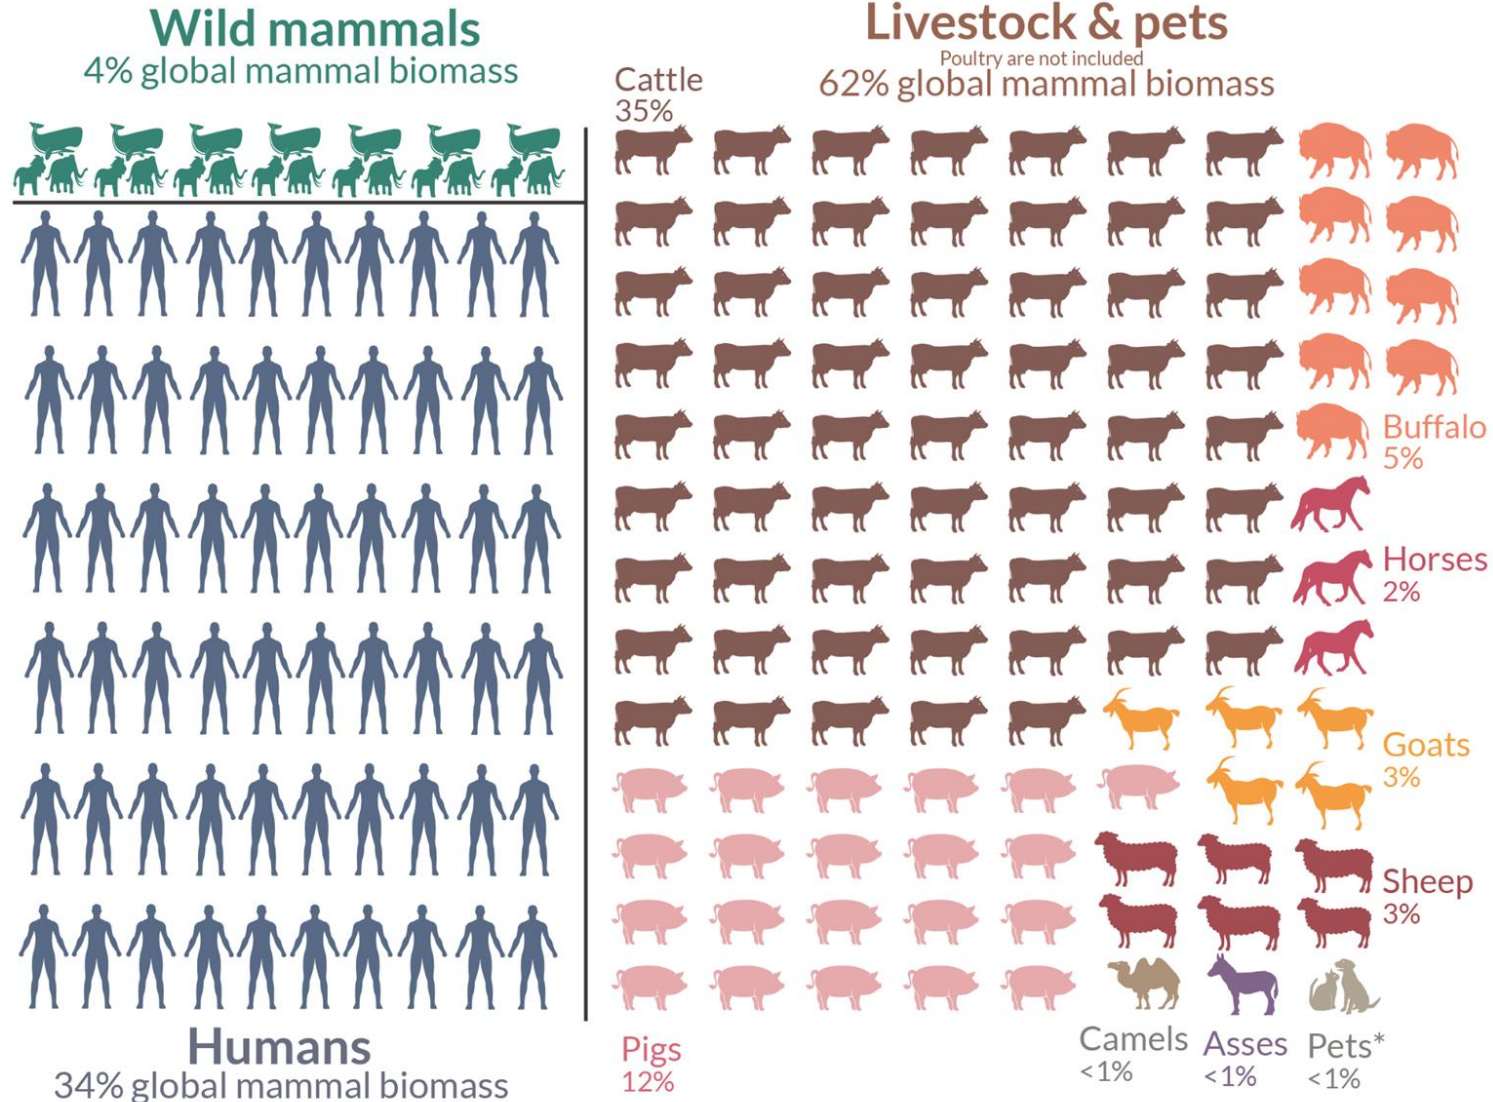 Wild mammals
4% global mammal biomass
Livestock & pets
Poultry are not included
62% global mammal biomass
Cattle
35%
Buffalo
5%
Horses
2%
Goats
3%
Sheep
3%
Humans
34% global mammal biomass
Pigs
12%
Camels
<1%
Asses
<1%
Pets*
<1%